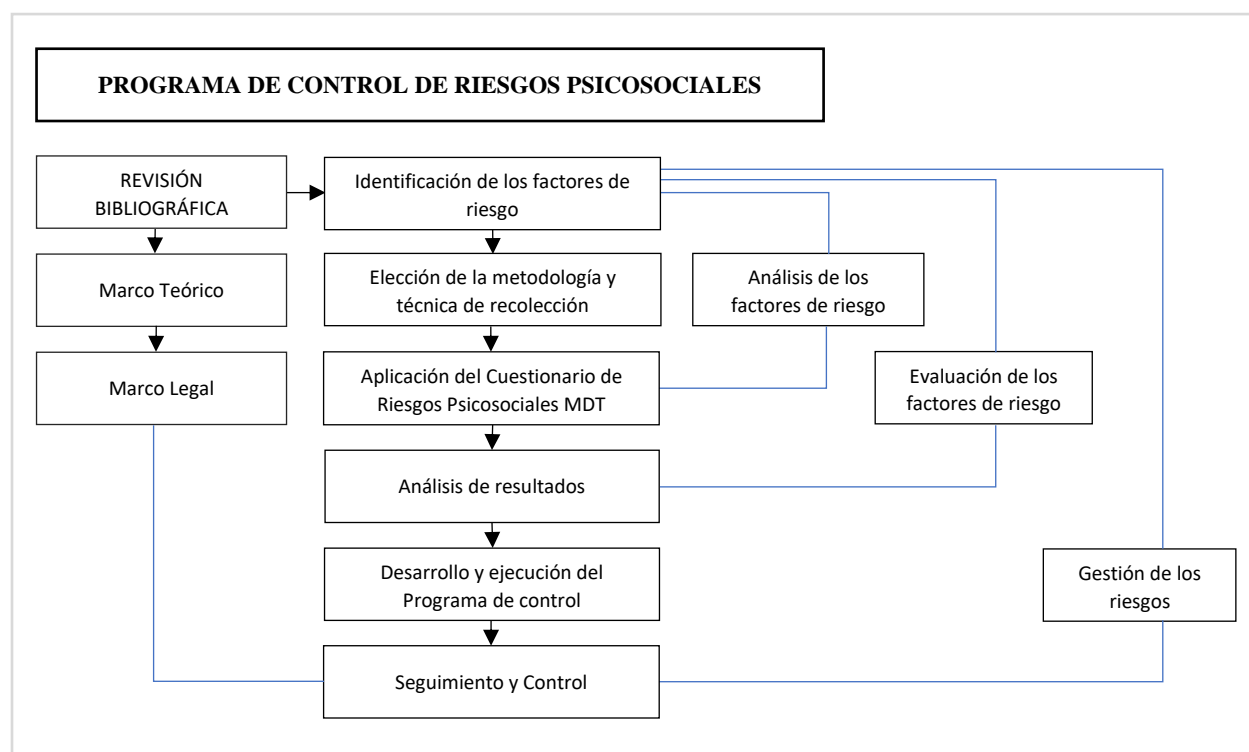 PROGRAMA DE CONTROL DE RIESGOS PSICOSOCIALES
REVISIÓN
BIBLIOGRÁFICA
Marco Teórico
Marco Legal
Identificación de los factores de
riesgo
Elección de la metodología y
técnica de recolección
Aplicación del Cuestionario de
Riesgos Psicosociales MDT
Análisis de resultados
Desarrollo y ejecución del
Programa de control
Seguimiento y Control
Análisis de los
factores de riesgo
Evaluación de los
factores de riesgo
Gestión de los
riesgos